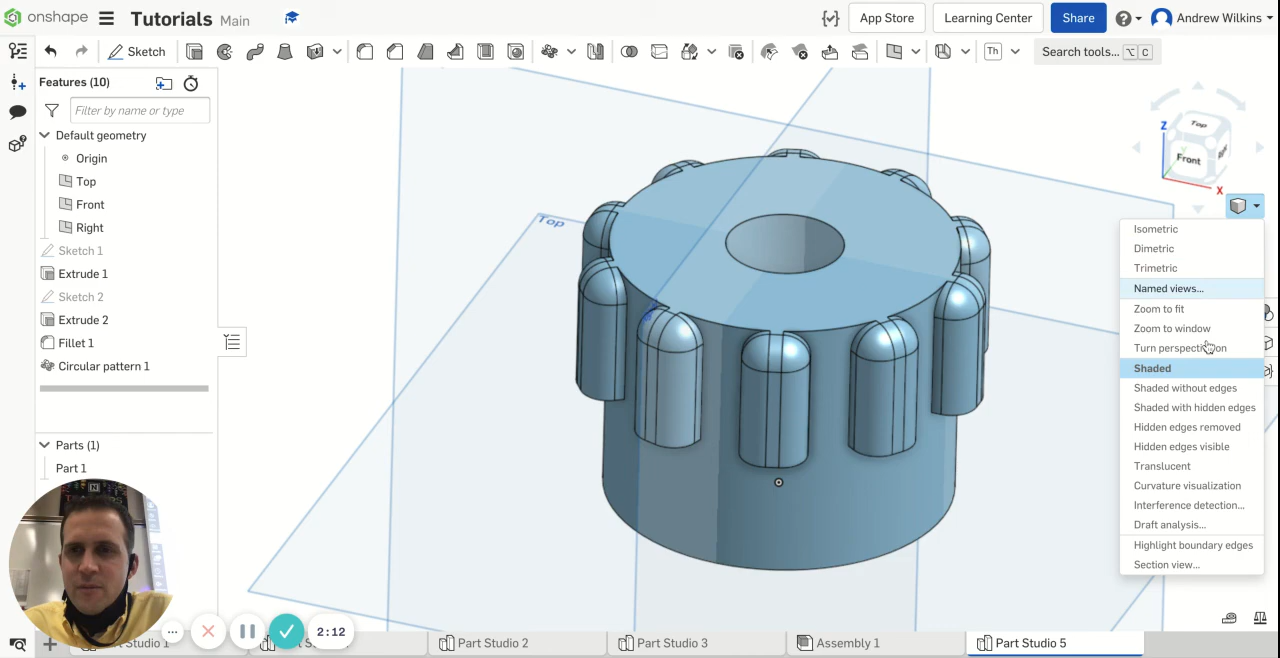 onshape Tutorials Main App Store Learning Center Share Andrew Wilkins
Sketch Th Search tools... ⌥ C
Features (10)
Filter by name or type
Default geometry
Origin
Top
Front
Right
Sketch 1
Extrude 1
Sketch 2
Extrude 2
Fillet 1
Circular pattern 1
Parts (1)
Part 1
Top
Top
Z
Front
X
Isometric
Dimetric
Trimetric
Named views...
Zoom to fit
Zoom to window
Shaded
Shaded without edges
Shaded with hidden edges
Hidden edges removed
Hidden edges visible
Translucent
Curvature visualization
Interference detection...
Draft analysis...
Highlight boundary edges
Section view...
2:12
Part Studio 2 Part Studio 3 Assembly 1 Part Studio 5